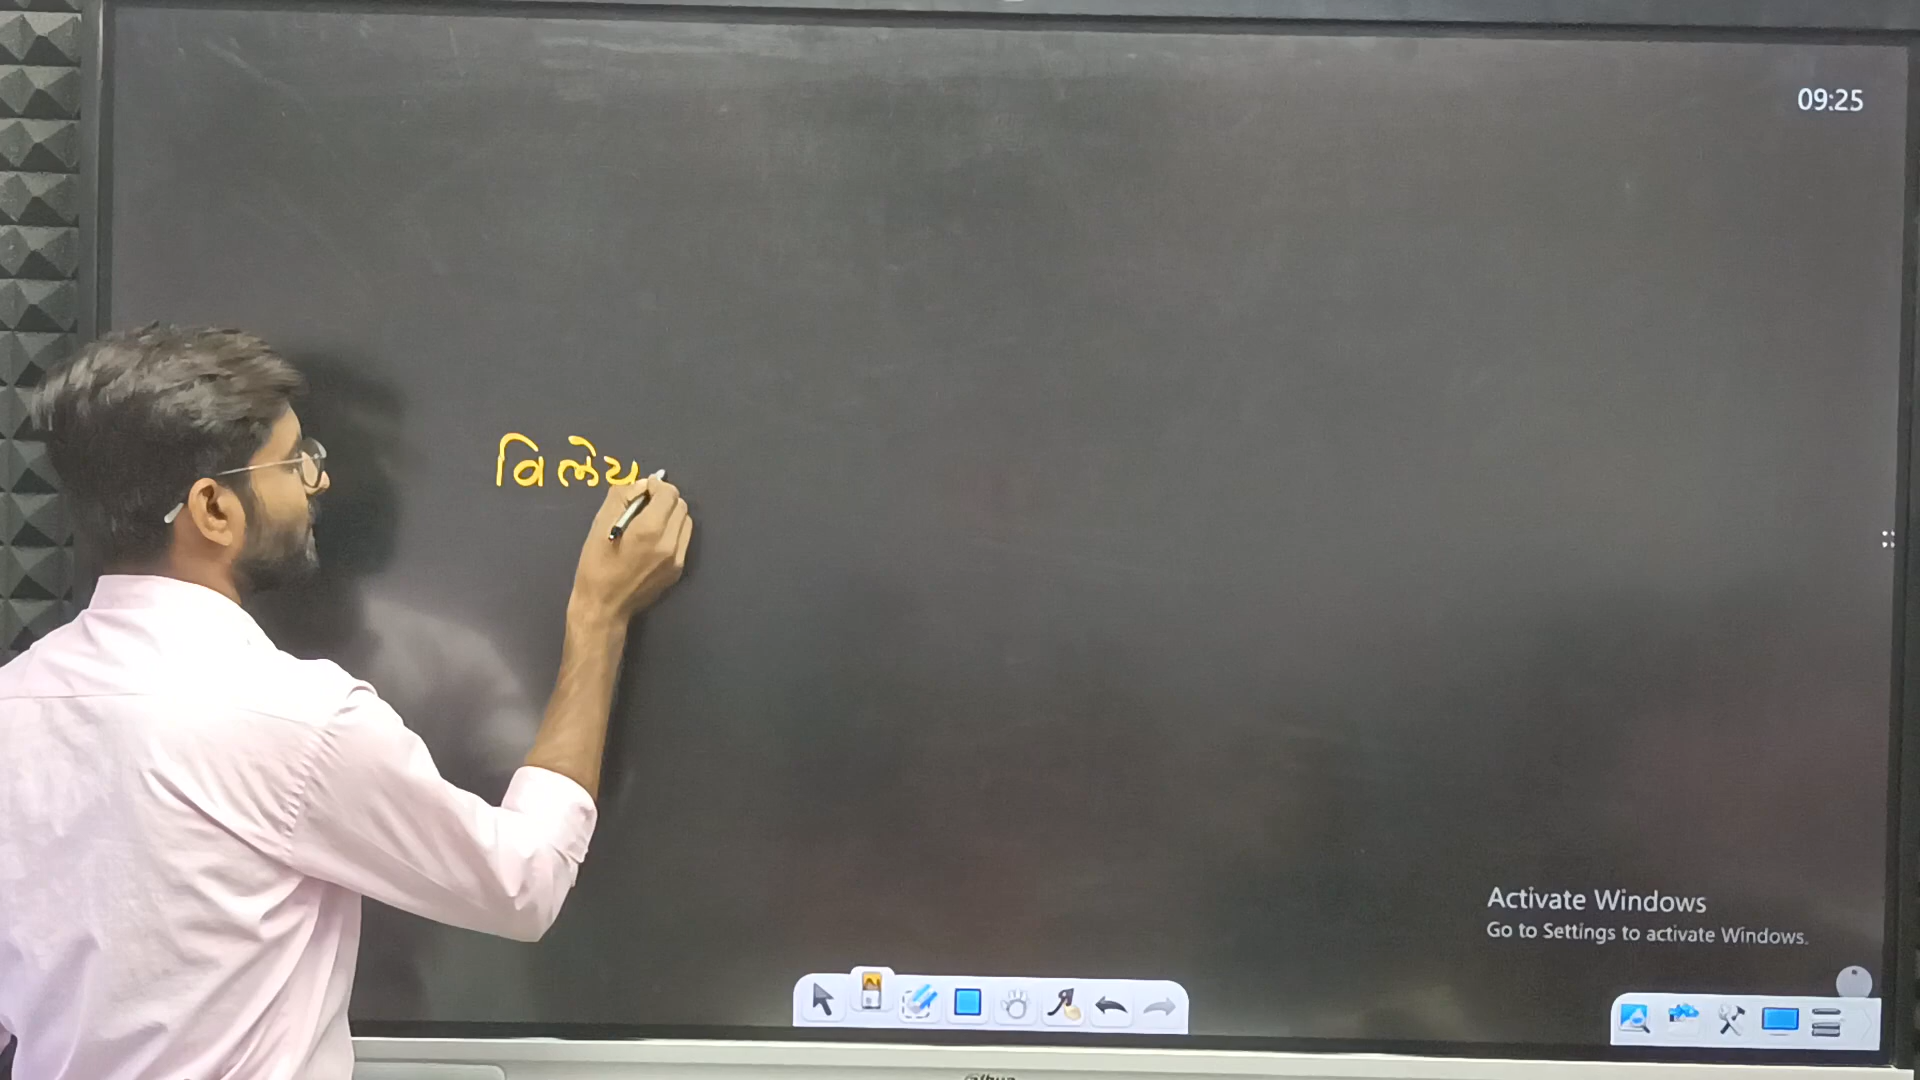 09:25
વિલેય
Activate Windows
Go to Settings to activate Windows.